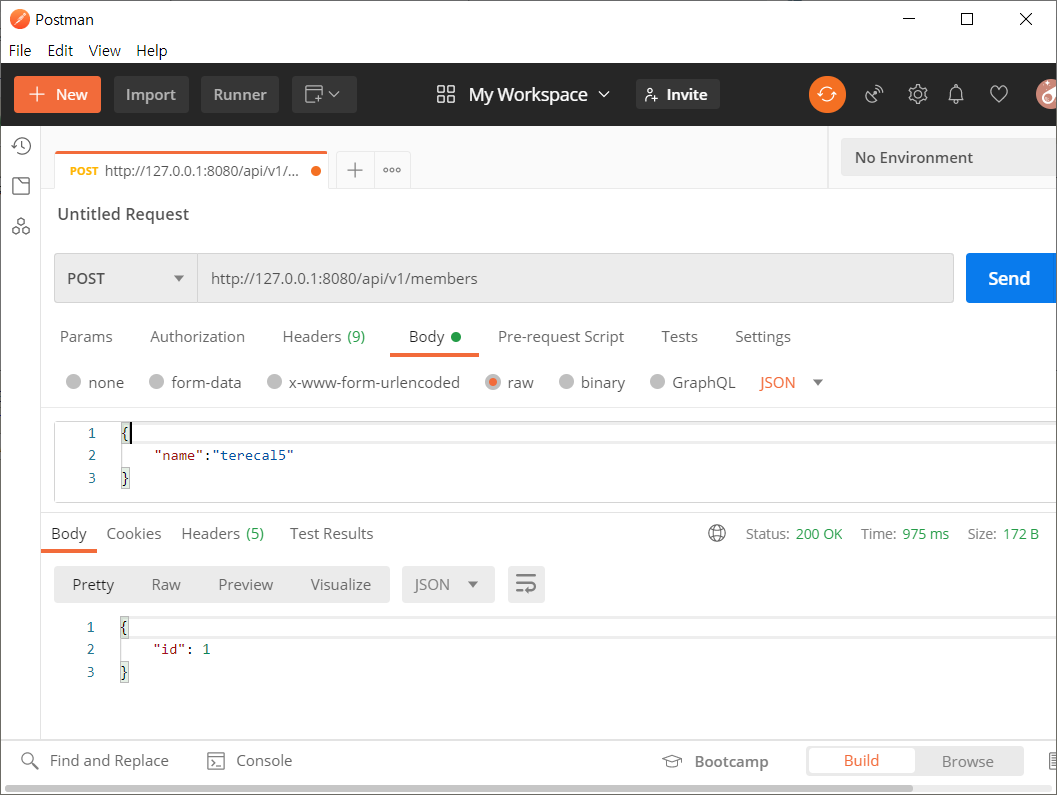 Postman
File Edit View Help
New Import Runner My Workspace Invite
POST http://127.0.0.1:8080/api/v1/... No Environment
Untitled Request
POST http://127.0.0.1:8080/api/v1/members Send
Params Authorization Headers (9) Body Pre-request Script Tests Settings
none form-data x-www-form-urlencoded raw binary GraphQL JSON
1 {
2 "name":"tereca15"
3 }
Body Cookies Headers (5) Test Results Status: 200 OK Time: 975 ms Size: 172 B
Pretty Raw Preview Visualize JSON
1 {
2 "id": 1
3 }
Find and Replace Console Bootcamp Build Browse